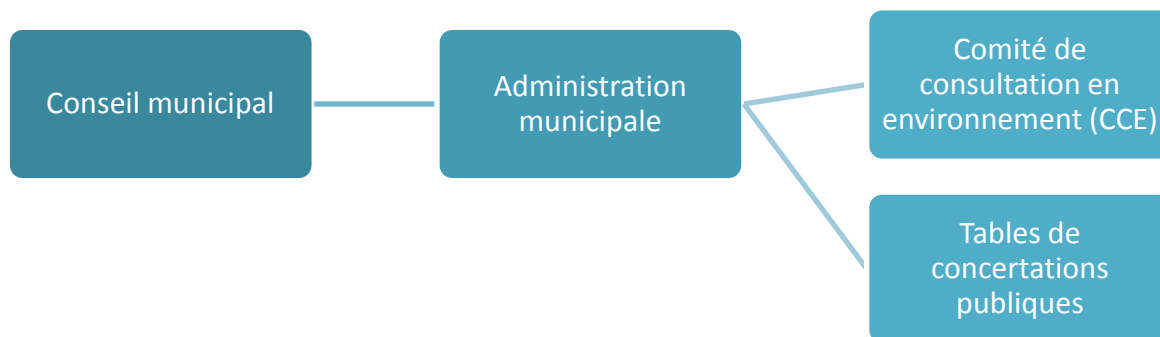 Conseil municipal
Administration
municipale
Comité de
consultation en
environnement (CCE)
Tables de
concertations
publiques